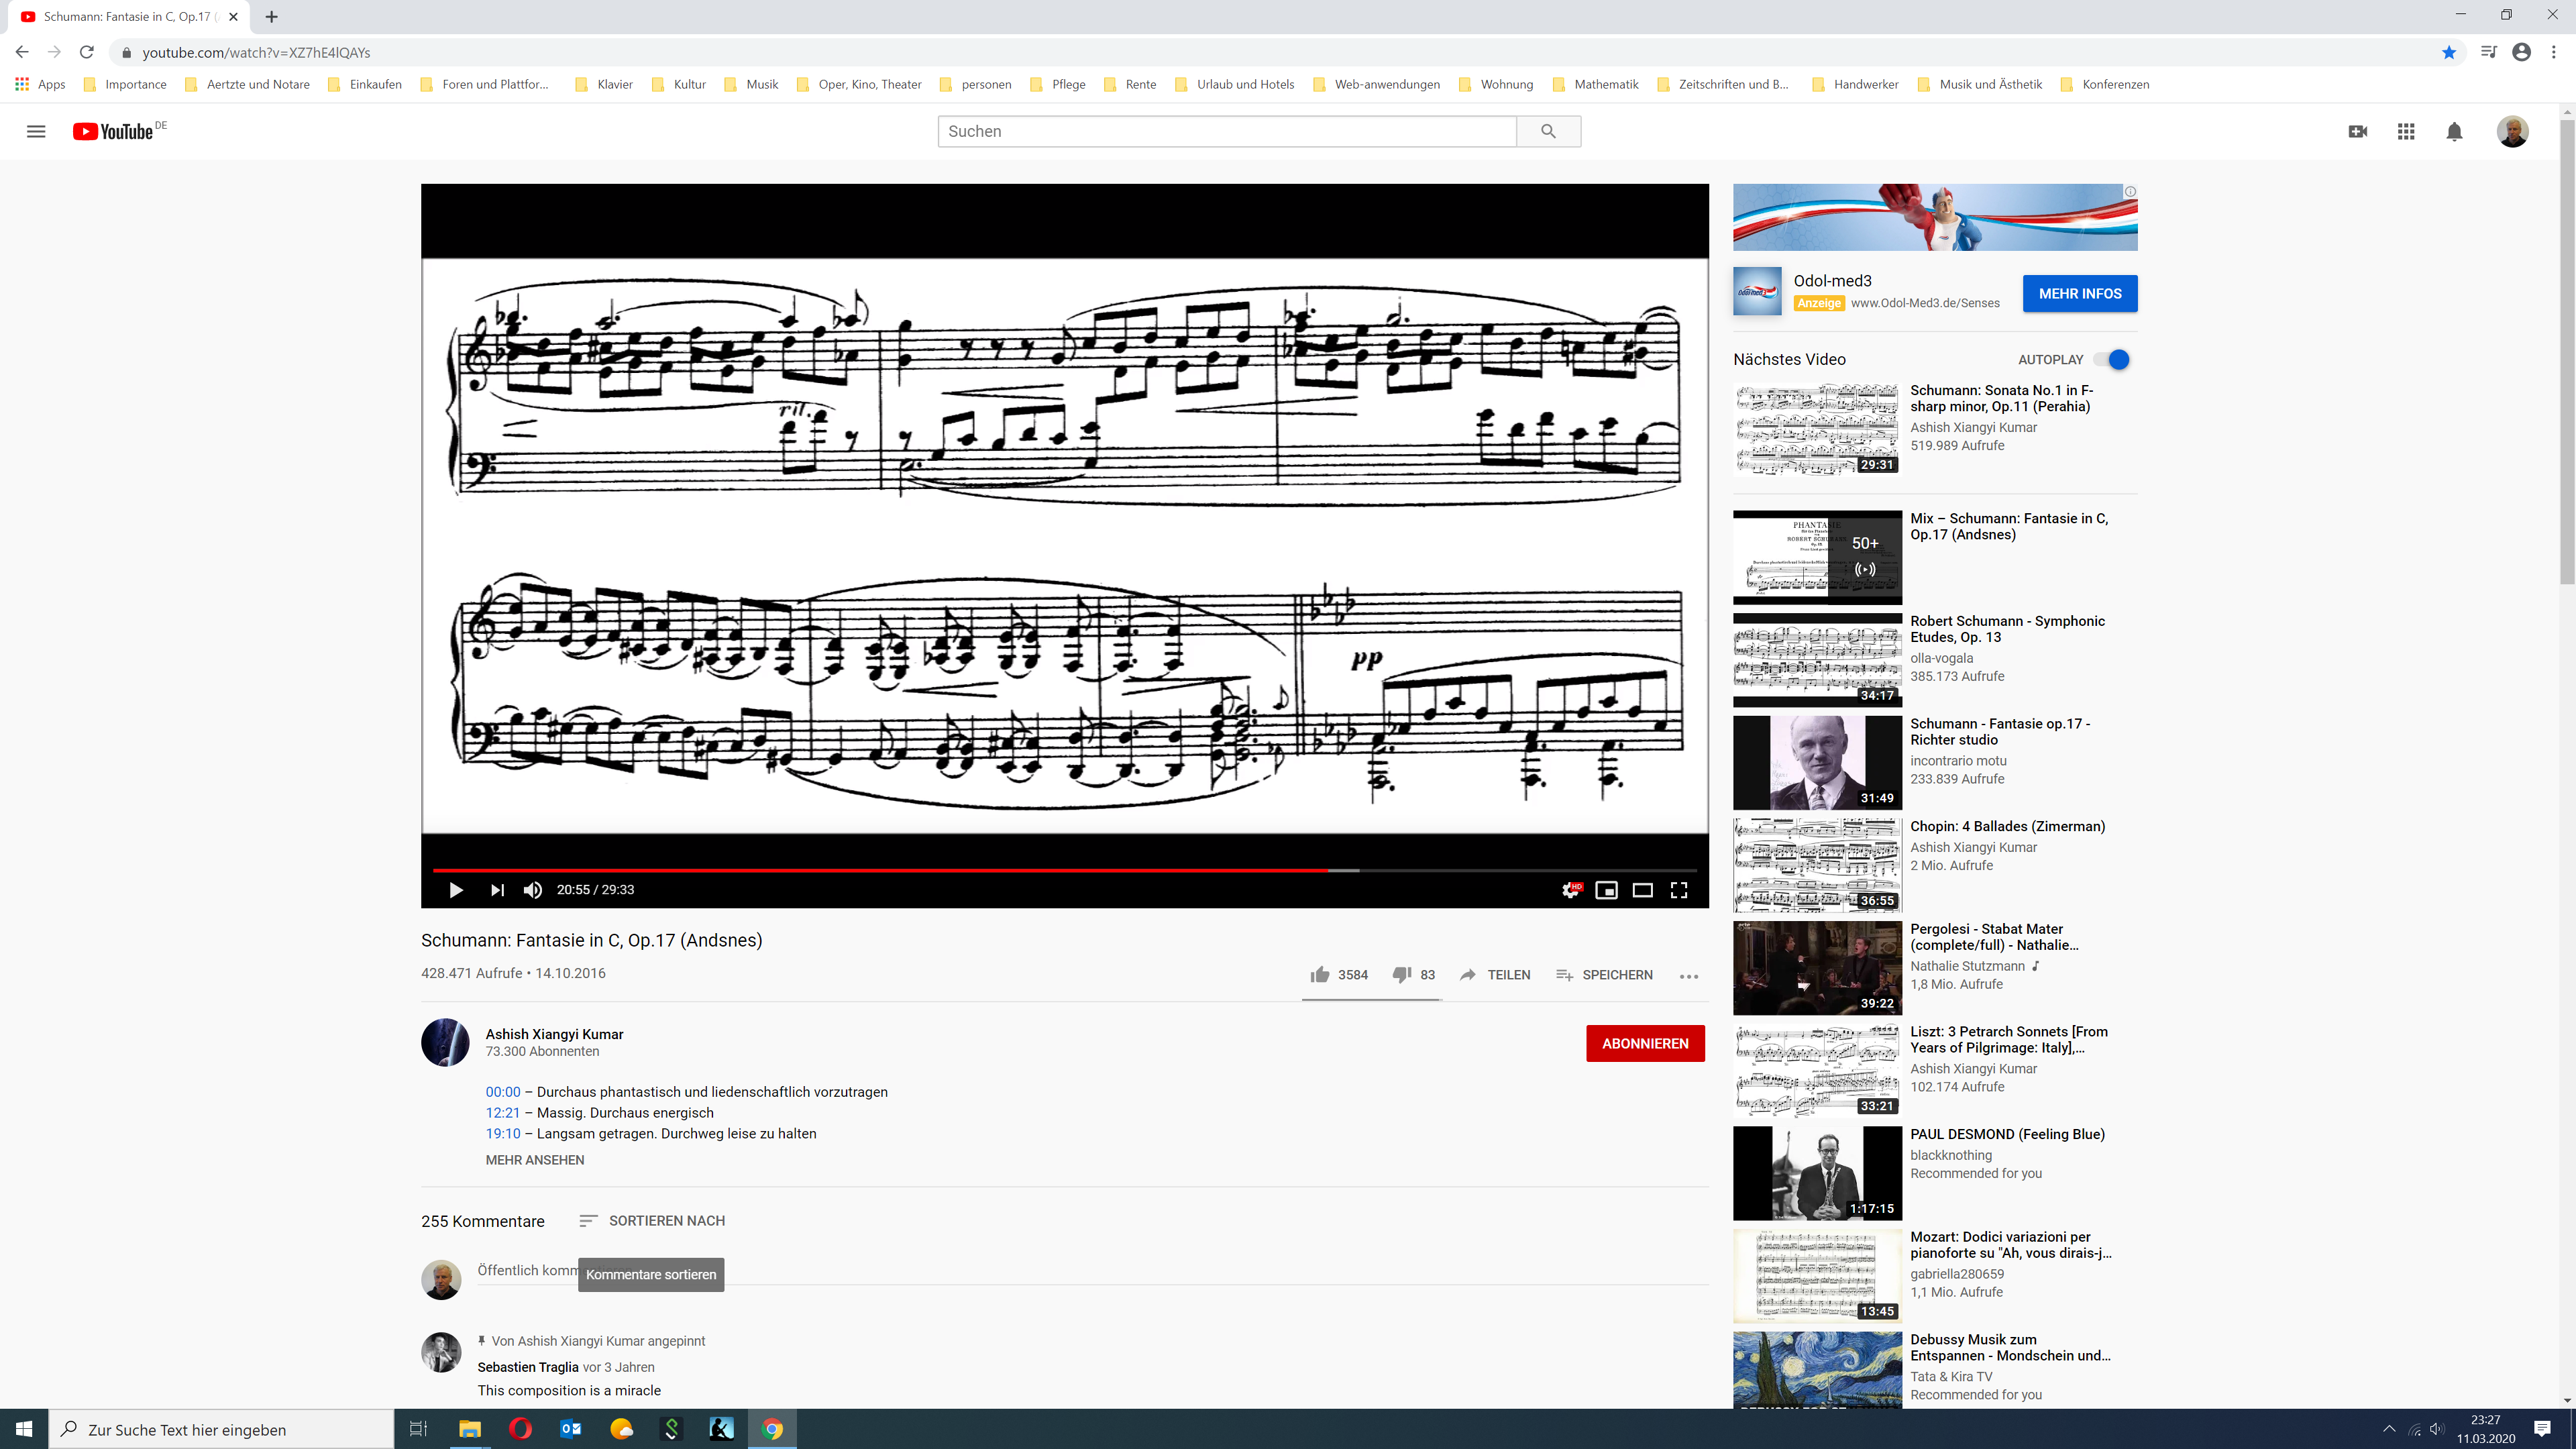 Schumann: Fantasie in C, Op.17 (
youtube.com/watch?v=XZ7hE4lQAYs
Apps
Importance
Aertzte und Notare
Einkaufen
Foren und Plattfor...
Klavier
Kultur
Musik
Oper, Kino, Theater
personen
Pflege
Rente
Urlaub und Hotels
Web-anwendungen
Wohnung
Mathematik
Zeitschriften und B...
Handwerker
Musik und Ästhetik
Konferenzen
YouTube DE
Suchen
rit.
pp
20:55 / 29:33
HD
Schumann: Fantasie in C, Op.17 (Andsnes)
428.471 Aufrufe • 14.10.2016
3584
83
TEILEN
SPEICHERN
Ashish Xiangyi Kumar
73.300 Abonnenten
ABONNIEREN
00:00 – Durchaus phantastisch und liedenschaftlich vorzutragen
12:21 – Massig. Durchaus energisch
19:10 – Langsam getragen. Durchweg leise zu halten
MEHR ANSEHEN
255 Kommentare
SORTIEREN NACH
Öffentlich komm
Kommentare sortieren
Von Ashish Xiangyi Kumar angepinnt
Sebastien Traglia vor 3 Jahren
This composition is a miracle
Odol-med3
Anzeige www.Odol-Med3.de/Senses
MEHR INFOS
Nächstes Video
AUTOPLAY
Schumann: Sonata No.1 in F-
sharp minor, Op.11 (Perahia)
Ashish Xiangyi Kumar
519.989 Aufrufe
29:31
PHANTASIE
ROBERT SCHUMANN
50+
Mix – Schumann: Fantasie in C,
Op.17 (Andsnes)
Robert Schumann - Symphonic
Etudes, Op. 13
olla-vogala
385.173 Aufrufe
34:17
Schumann - Fantasie op.17 -
Richter studio
incontrario motu
233.839 Aufrufe
31:49
Chopin: 4 Ballades (Zimerman)
Ashish Xiangyi Kumar
2 Mio. Aufrufe
36:55
Pergolesi - Stabat Mater
(complete/full) - Nathalie...
Nathalie Stutzmann
1,8 Mio. Aufrufe
39:22
Liszt: 3 Petrarch Sonnets [From
Years of Pilgrimage: Italy],...
Ashish Xiangyi Kumar
102.174 Aufrufe
33:21
PAUL DESMOND (Feeling Blue)
blackknothing
Recommended for you
1:17:15
Mozart: Dodici variazioni per
pianoforte su "Ah, vous dirais-j...
gabriella280659
1,1 Mio. Aufrufe
13:45
Debussy Musik zum
Entspannen - Mondschein und...
Tata & Kira TV
Recommended for you
Zur Suche Text hier eingeben
23:27
11.03.2020